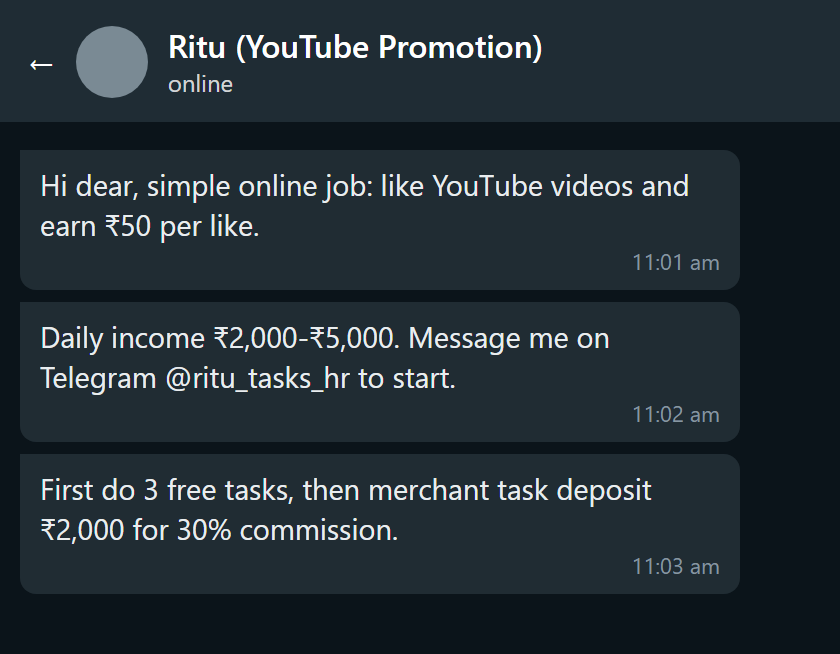 Ritu (YouTube Promotion)
online
Hi dear, simple online job: like YouTube videos and
earn ₹50 per like.
11:01 am
Daily income ₹2,000-₹5,000. Message me on
Telegram @ritu_tasks_hr to start.
11:02 am
First do 3 free tasks, then merchant task deposit
₹2,000 for 30% commission.
11:03 am